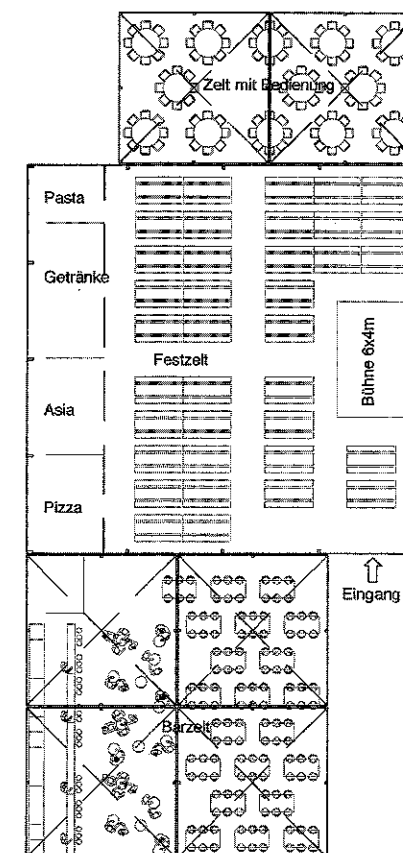 Zelt mit Bedienung
Pasta
Getränke
Festzelt
Bühne 6x4m
Asia
Pizza
Eingang
Barzelt